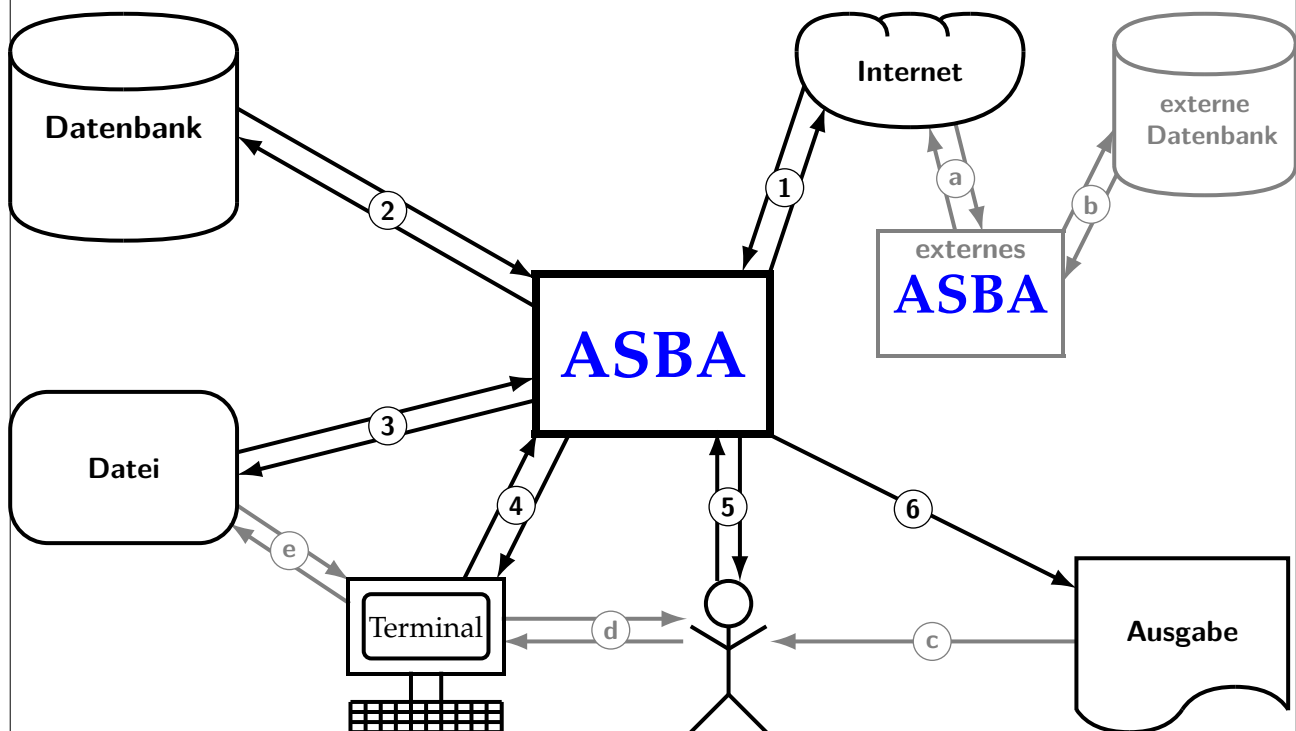 Internet
externe
Datenbank
Datenbank
a
1
b
2
externes
ASBA
ASBA
3
Datei
4
5
6
e
Terminal
d
c
Ausgabe